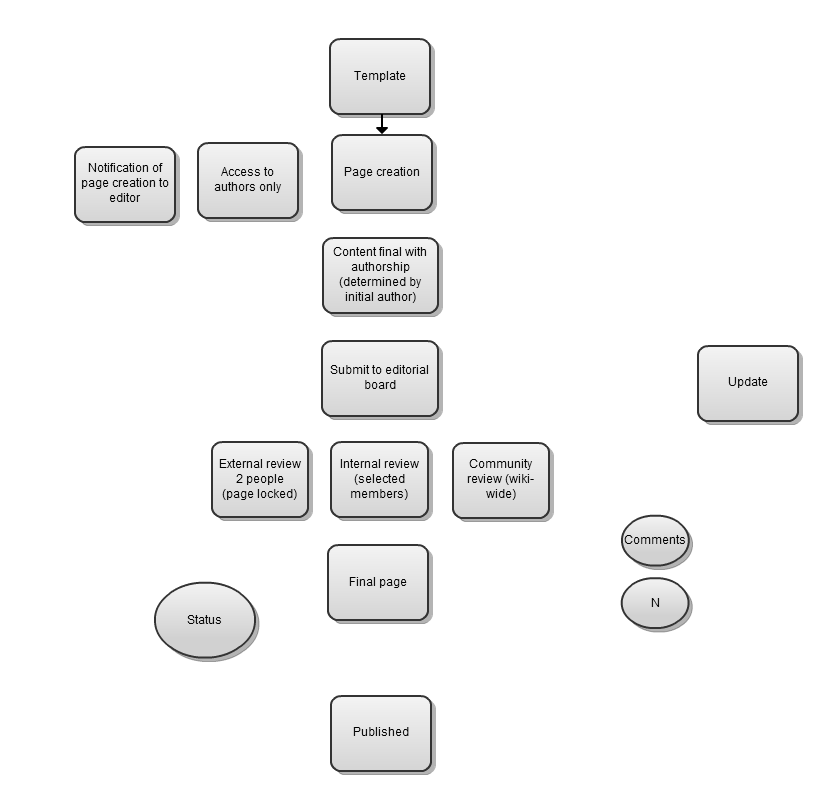 Template
Notification of
page creation to
editor
Access to
authors only
Page creation
Content final with
authorship
(determined by
initial author)
Submit to editorial
board
Update
External review
2 people
(page locked)
Internal review
(selected
members)
Community
review (wiki-
wide)
Comments
Final page
N
Status
Published